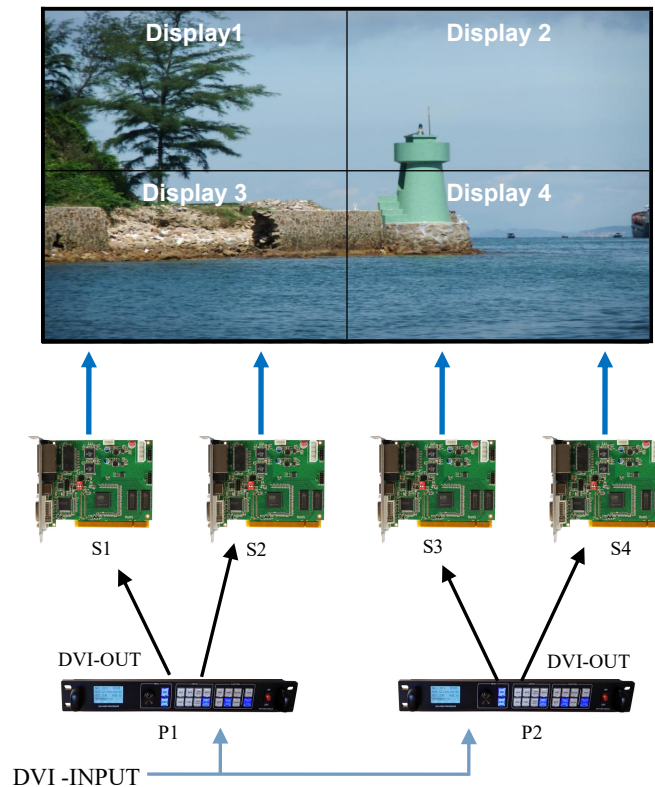 Display1
Display 2
Display 3
Display 4
S1
S2
S3
S4
DVI-OUT
DVI-OUT
P1
P2
DVI -INPUT